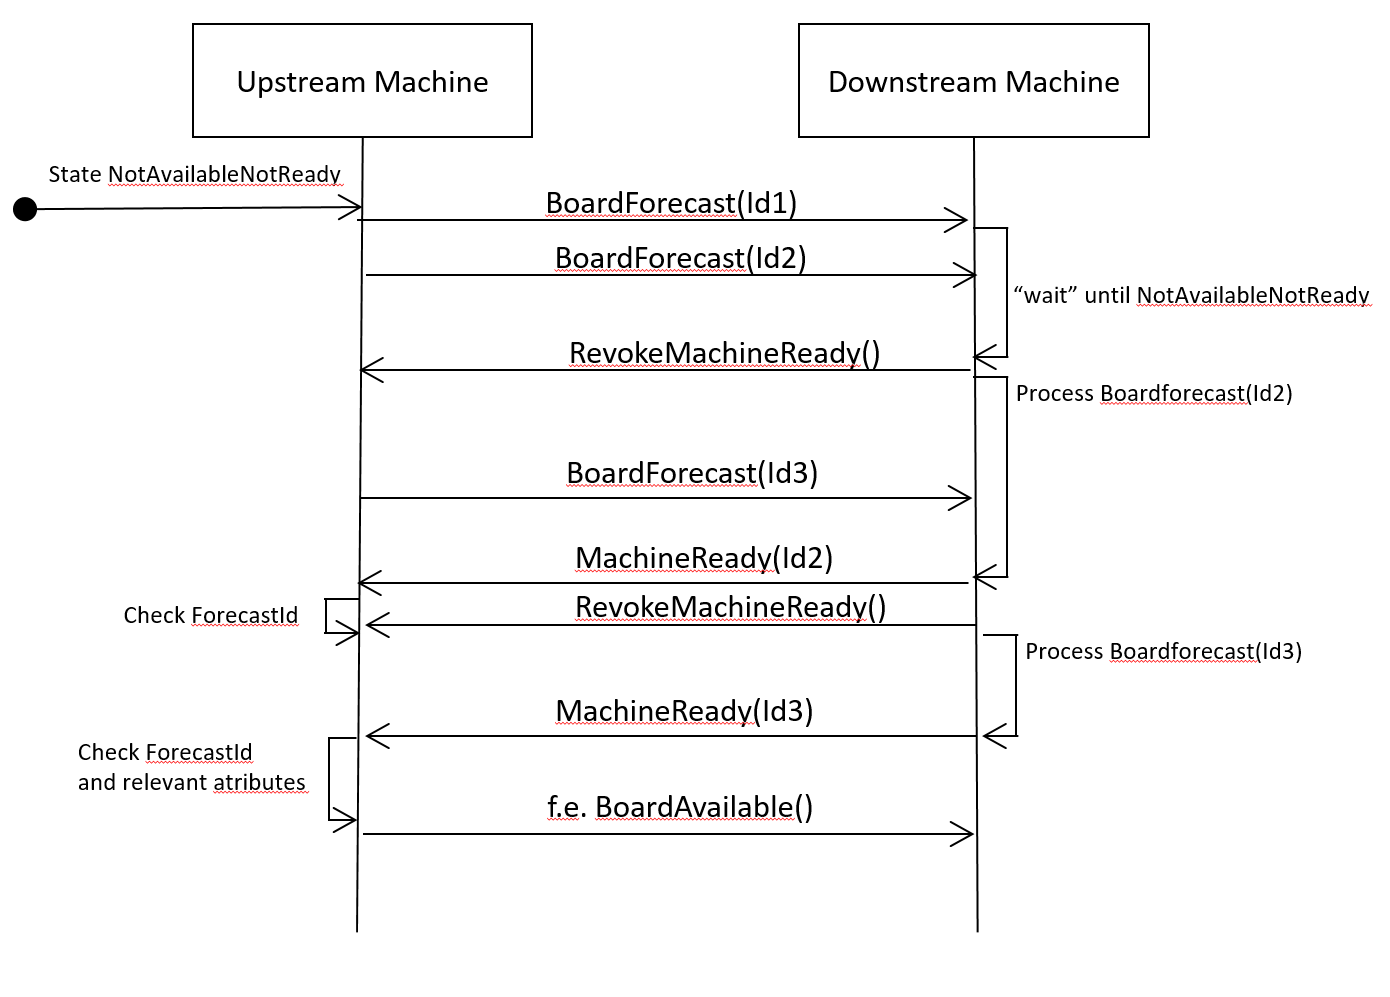 Upstream Machine
Downstream Machine
State NotAvailableNotReady
BoardForecast(Id1)
BoardForecast(Id2)
“wait” until NotAvailableNotReady
RevokeMachineReady()
Process Boardforecast(Id2)
BoardForecast(Id3)
MachineReady(Id2)
Check ForecastId
RevokeMachineReady()
Process Boardforecast(Id3)
MachineReady(Id3)
Check ForecastId
and relevant atributes
f.e. BoardAvailable()